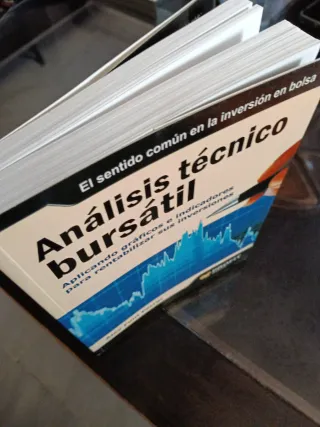 El sentido común en la inversión en bolsa
Análisis técnico
bursátil
Aplicando gráficos e indicadores
para rentabilizar sus inversiones